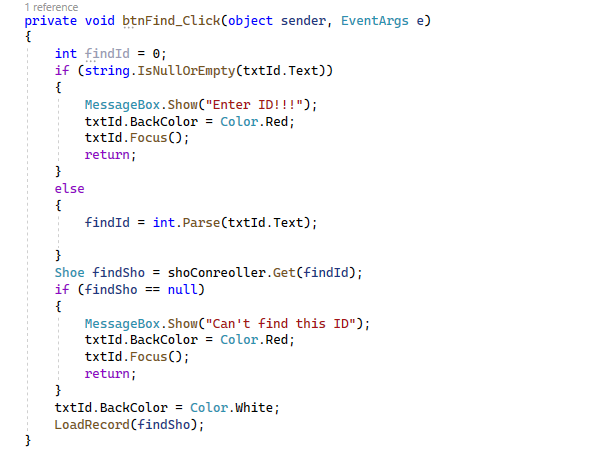 1 reference
private void btnFind_Click(object sender, EventArgs e)
{
    int findId = 0;
    if (string.IsNullOrEmpty(txtId.Text))
    {
        MessageBox.Show("Enter ID!!!");
        txtId.BackColor = Color.Red;
        txtId.Focus();
        return;
    }
    else
    {
        findId = int.Parse(txtId.Text);

    }
    Shoe findSho = shoConreoller.Get(findId);
    if (findSho == null)
    {
        MessageBox.Show("Can't find this ID");
        txtId.BackColor = Color.Red;
        txtId.Focus();
        return;
    }
    txtId.BackColor = Color.White;
    LoadRecord(findSho);
}